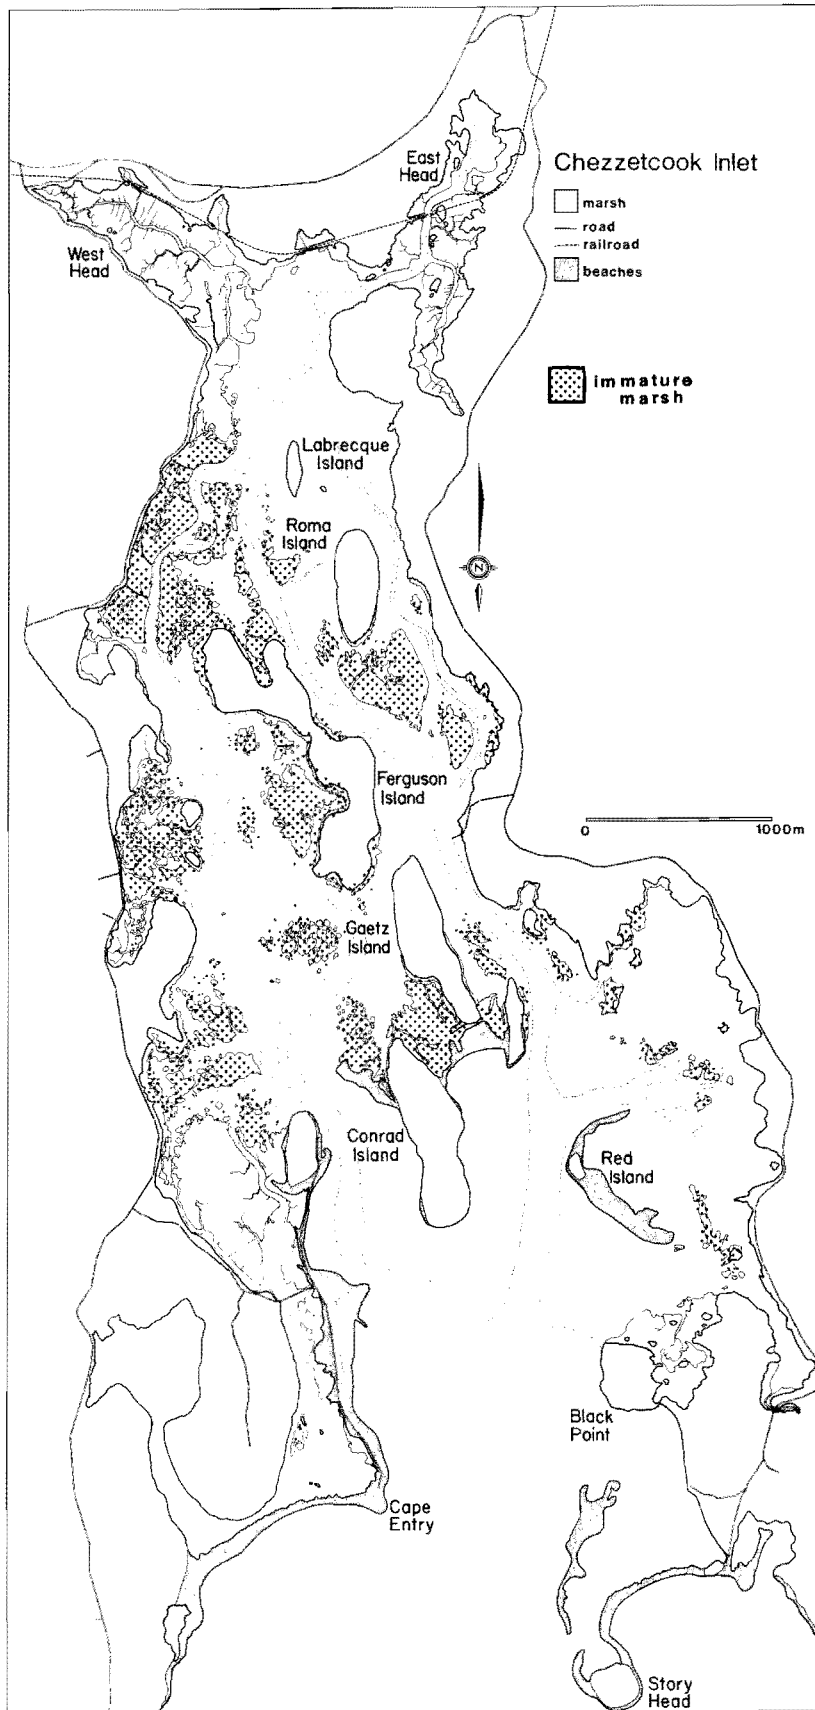 East
Head
Chezzetcook Inlet
marsh
road
railroad
beaches
West
Head
immature
marsh
Labrecque
Island
Roma
Island
N
Ferguson
Island
0 1000m
Gaetz
Island
Conrad
Island
Red
Island
Black
Point
Cape
Entry
Story
Head